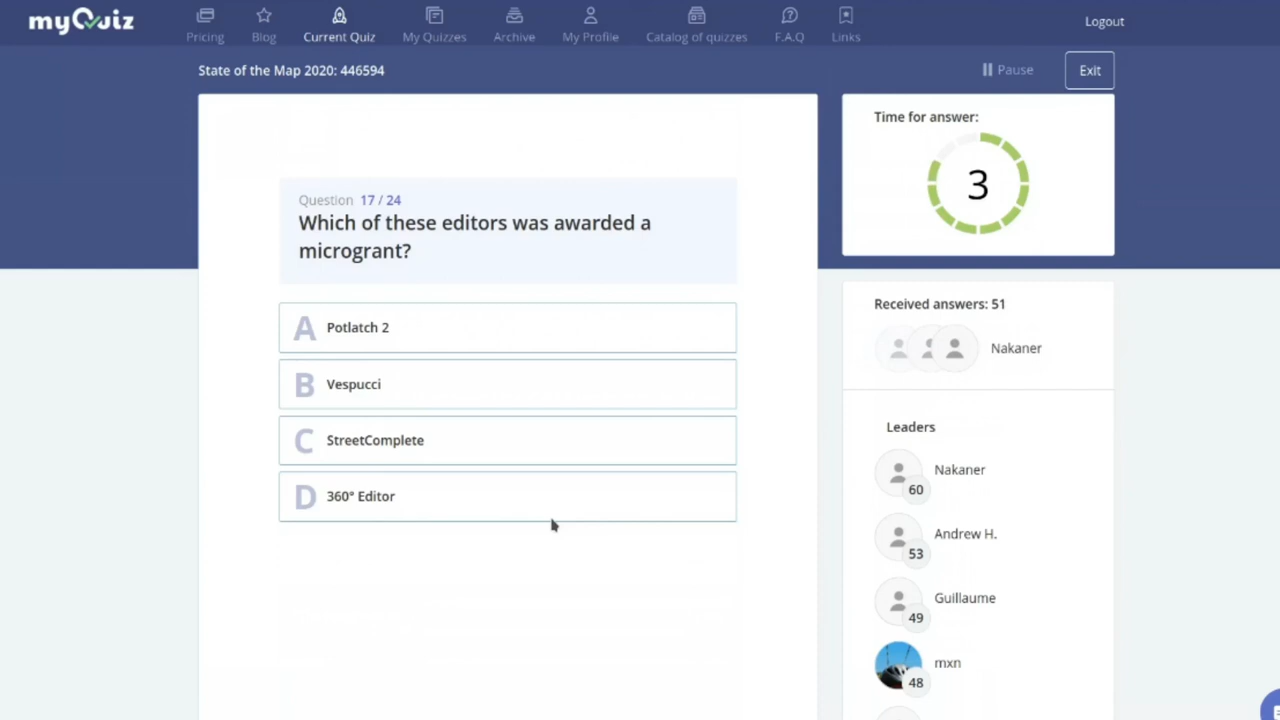 myQuiz
Pricing
Blog
Current Quiz
My Quizzes
Archive
My Profile
Catalog of quizzes
F.A.Q
Links
Logout
State of the Map 2020: 446594
Pause
Exit
Question 17 / 24
Which of these editors was awarded a
microgrant?
A Potlatch 2
B Vespucci
C StreetComplete
D 360° Editor
Time for answer:
3
Received answers: 51
Nakaner
Leaders
Nakaner
60
Andrew H.
53
Guillaume
49
mxn
48